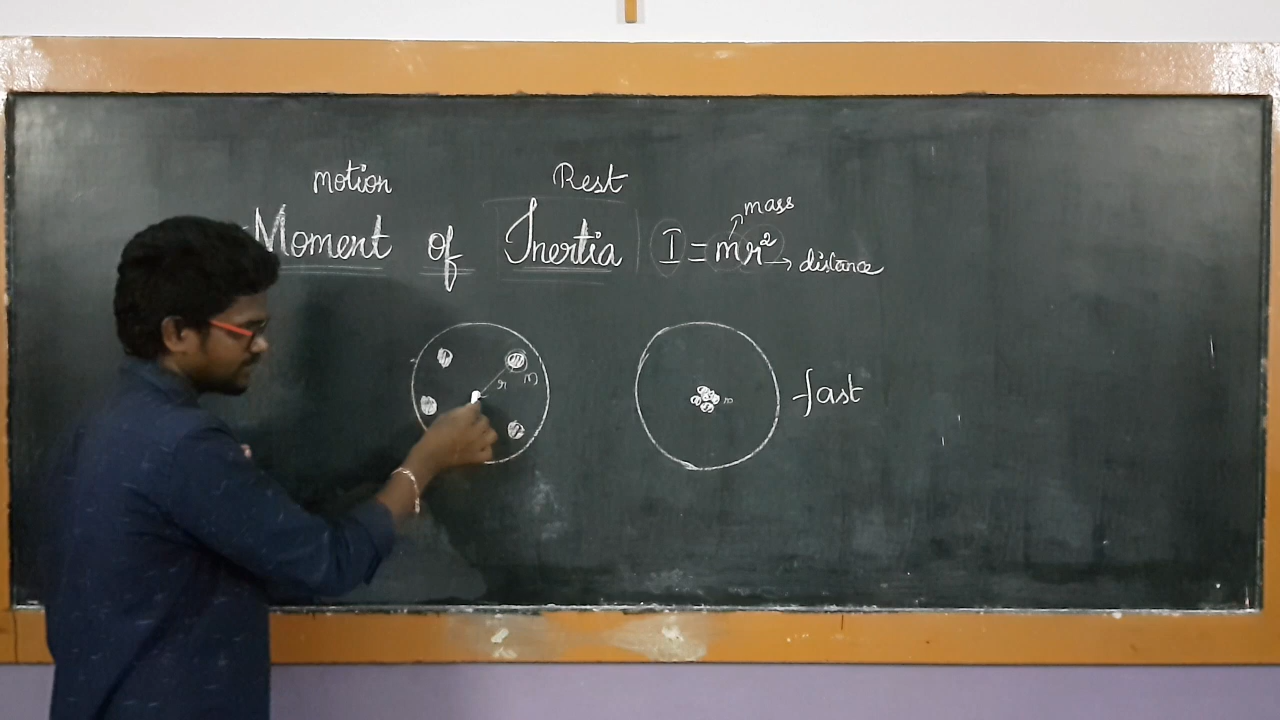 motion Rest
Moment of Inertia I = mr² mass
distance
r m
m
fast